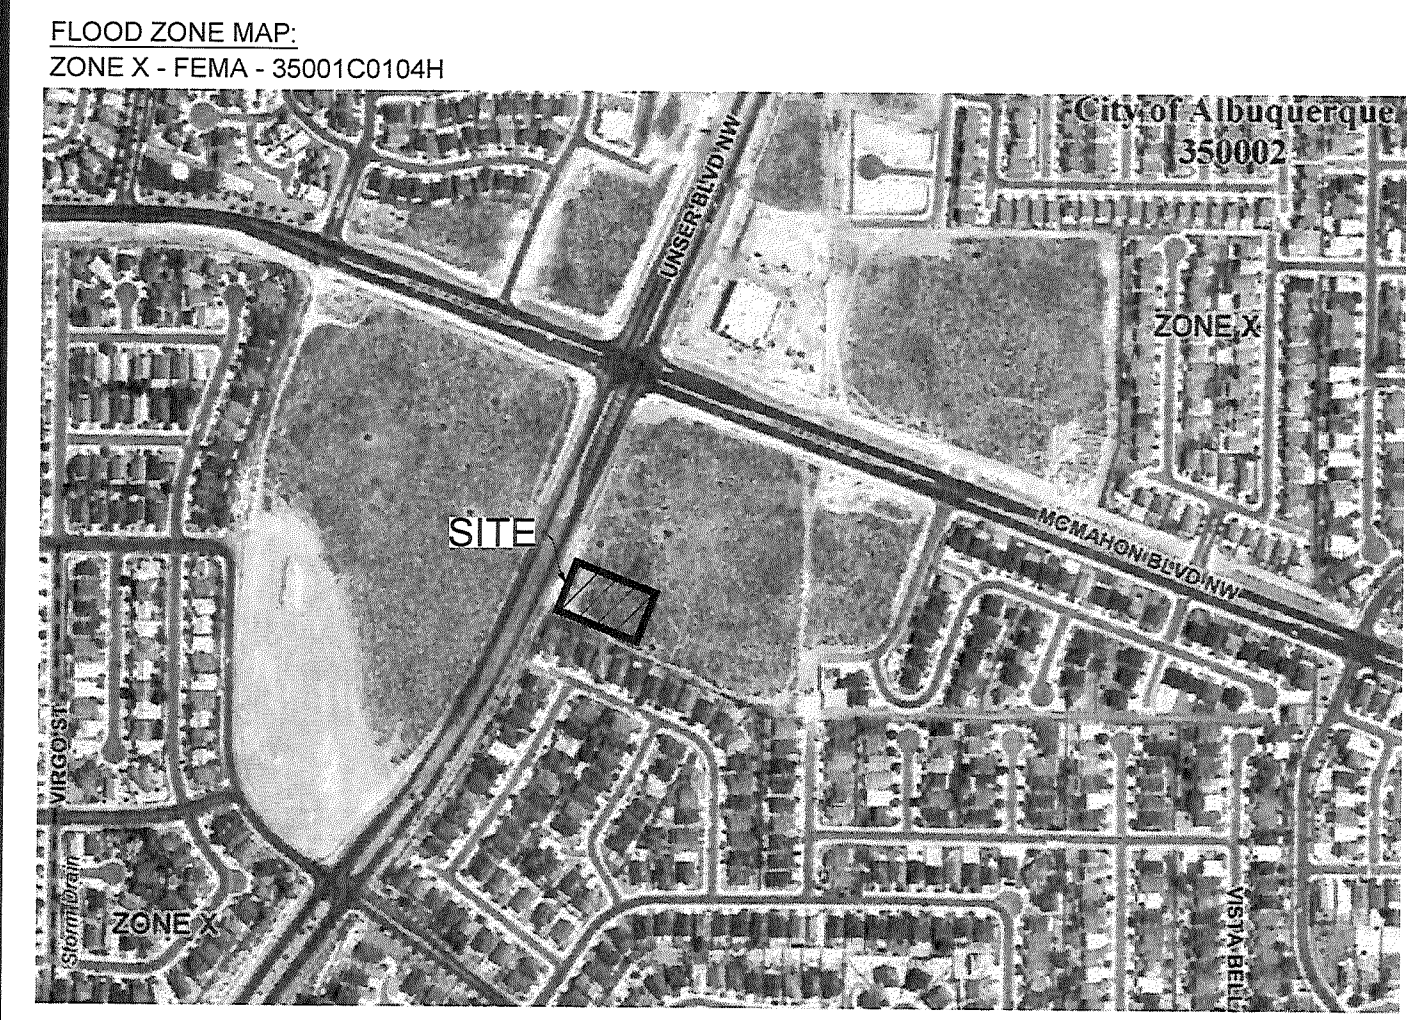 FLOOD ZONE MAP:
ZONE X - FEMA - 35001C0104H
City of Albuquerque
350002
UNSER BLVD NW
ZONE X
SITE
MCMAHON BLVD NW
VIRGO ST
Storm Drain
ZONE X
VISTA BELL